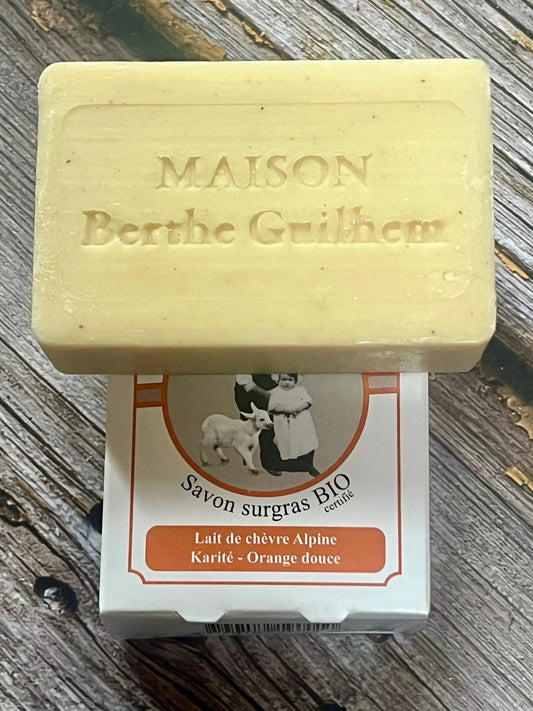 MAISON
Berthe Guilhem
Savon surgras BIO
certifié
Lait de chèvre Alpine
Karité - Orange douce